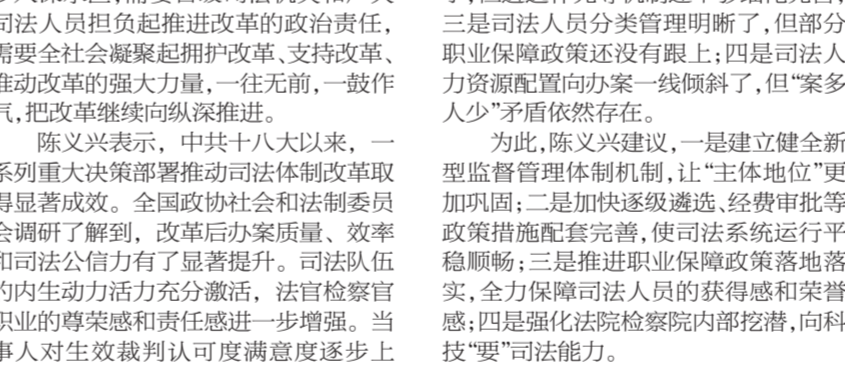 司法人员担负起推进改革的政治责任，
需要全社会凝聚起拥护改革、支持改革、
推动改革的强大力量，一往无前，一鼓作
气，把改革继续向纵深推进。
陈义兴表示，中共十八大以来，一
系列重大决策部署推动司法体制改革取
得显著成效。全国政协社会和法制委员
会调研了解到，改革后办案质量、效率
和司法公信力有了显著提升。司法队伍
的内生动力活力充分激活，法官检察官
职业的尊荣感和责任感进一步增强。当
事人对生效裁判认可度满意度逐步上
三是司法人员分类管理明晰了，但部分
职业保障政策还没有跟上；四是司法人
力资源配置向办案一线倾斜了，但“案多
人少”矛盾依然存在。
为此，陈义兴建议，一是建立健全新
型监督管理体制机制，让“主体地位”更
加巩固；二是加快逐级遴选、经费审批等
政策措施配套完善，使司法系统运行平
稳顺畅；三是推进职业保障政策落地落
实，全力保障司法人员的获得感和荣誉
感；四是强化法院检察院内部挖潜，向科
技“要”司法能力。